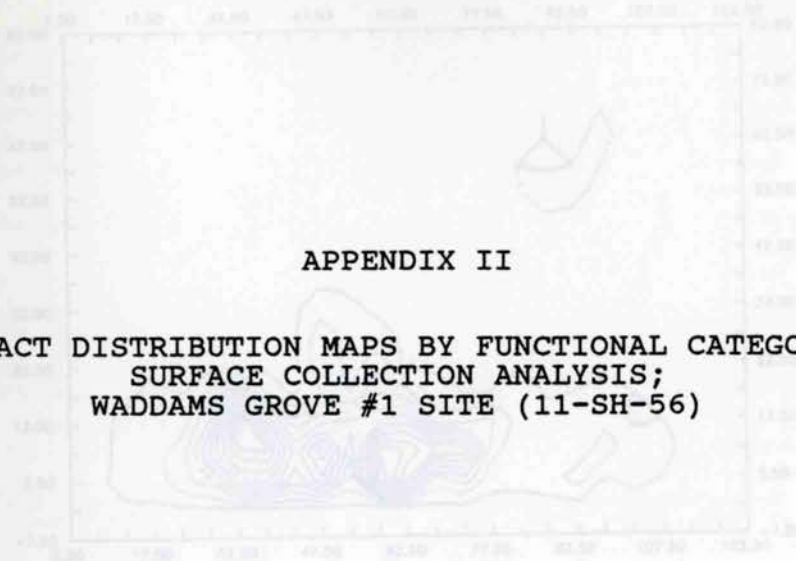 APPENDIX II
ACT DISTRIBUTION MAPS BY FUNCTIONAL CATEGO
SURFACE COLLECTION ANALYSIS;
WADDAMS GROVE #1 SITE (11-SH-56)